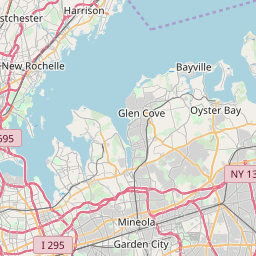 stchester
Harrison
New Rochelle
Bayville
Glen Cove
Oyster Bay
695
NY 13
Mineola
I 295
Garden City